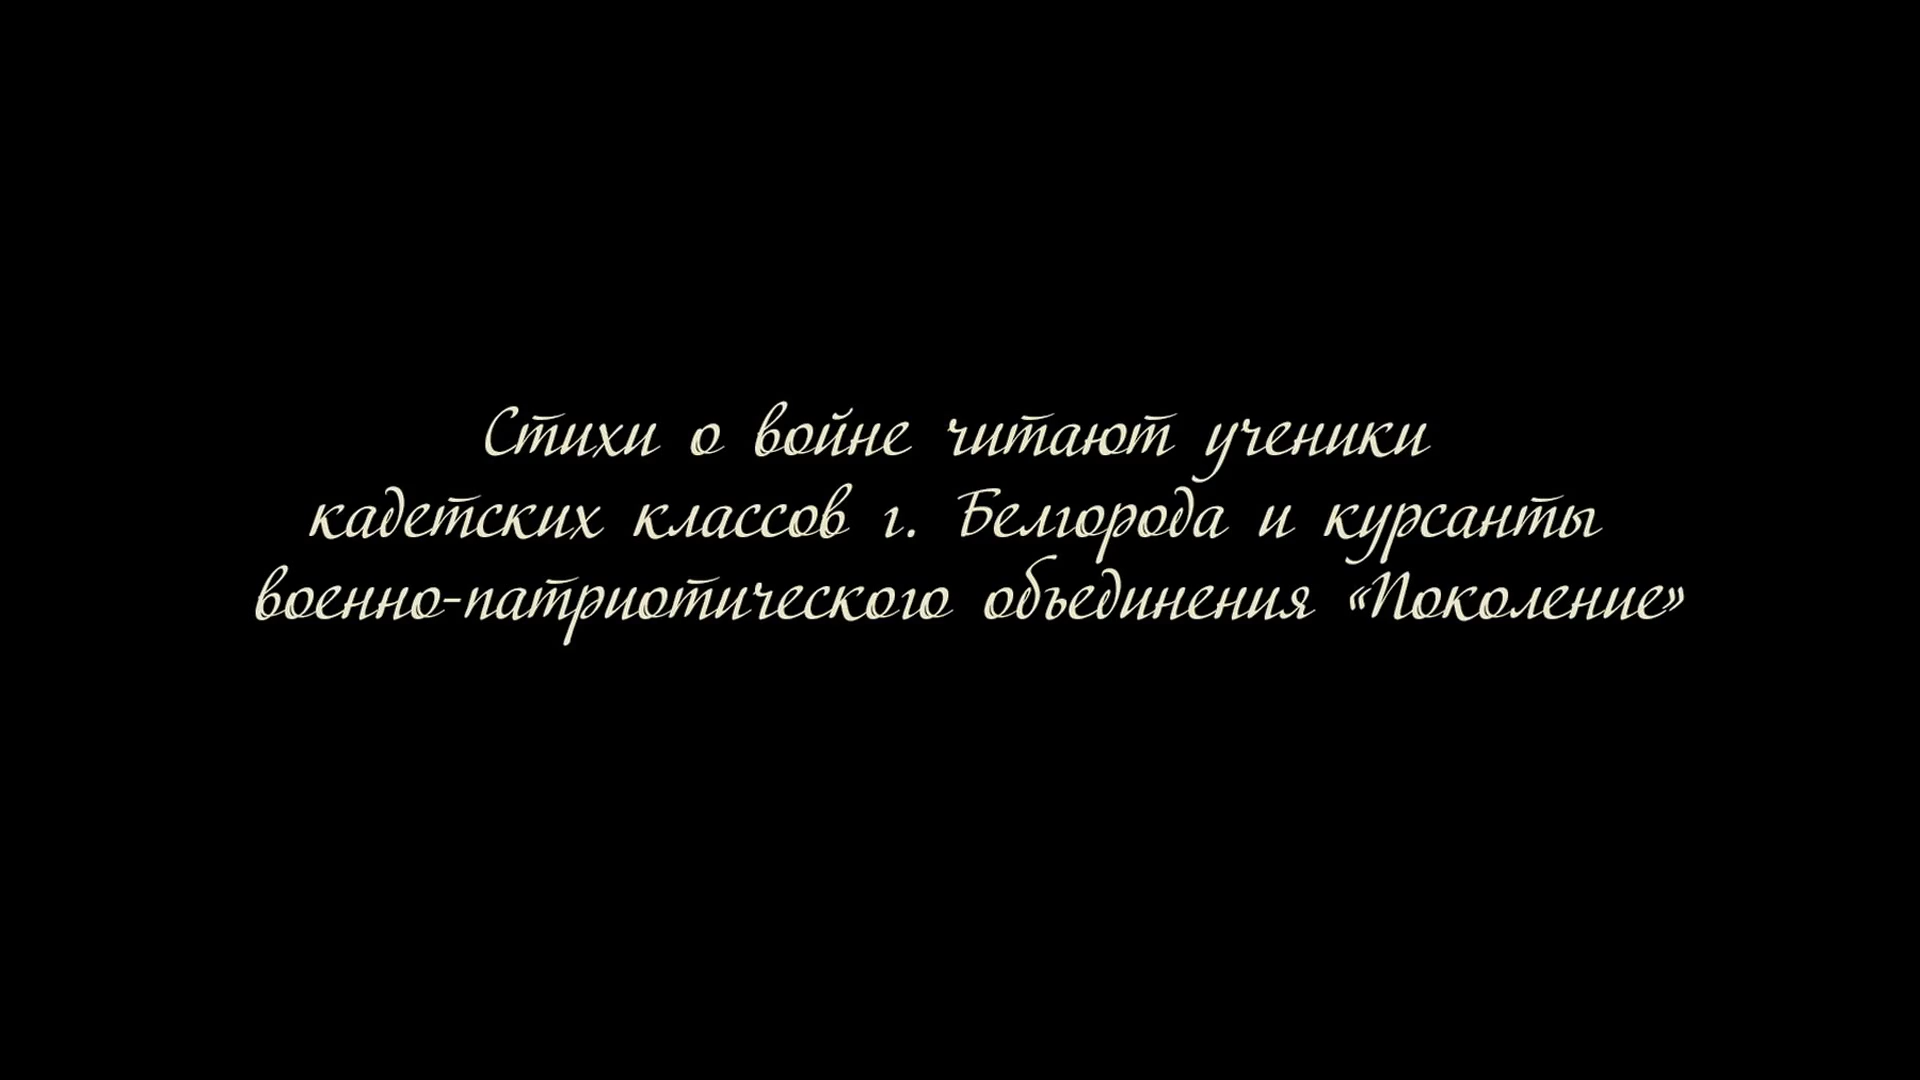 Стихи о войне читают ученики
кадетских классов г. Белгорода и курсанты
военно-патриотического объединения «Поколение»